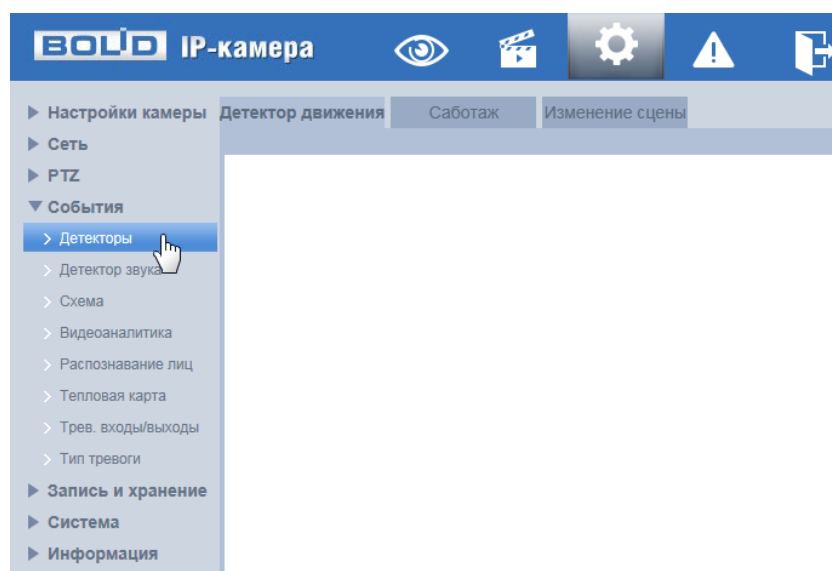 BOLID IP-камера
Детектор движения Саботаж Изменение сцены
Настройки камеры
Сеть
PTZ
События
Детекторы
Детектор звука
Схема
Видеоаналитика
Распознавание лиц
Тепловая карта
Трев. входы/выходы
Тип тревоги
Запись и хранение
Система
Информация